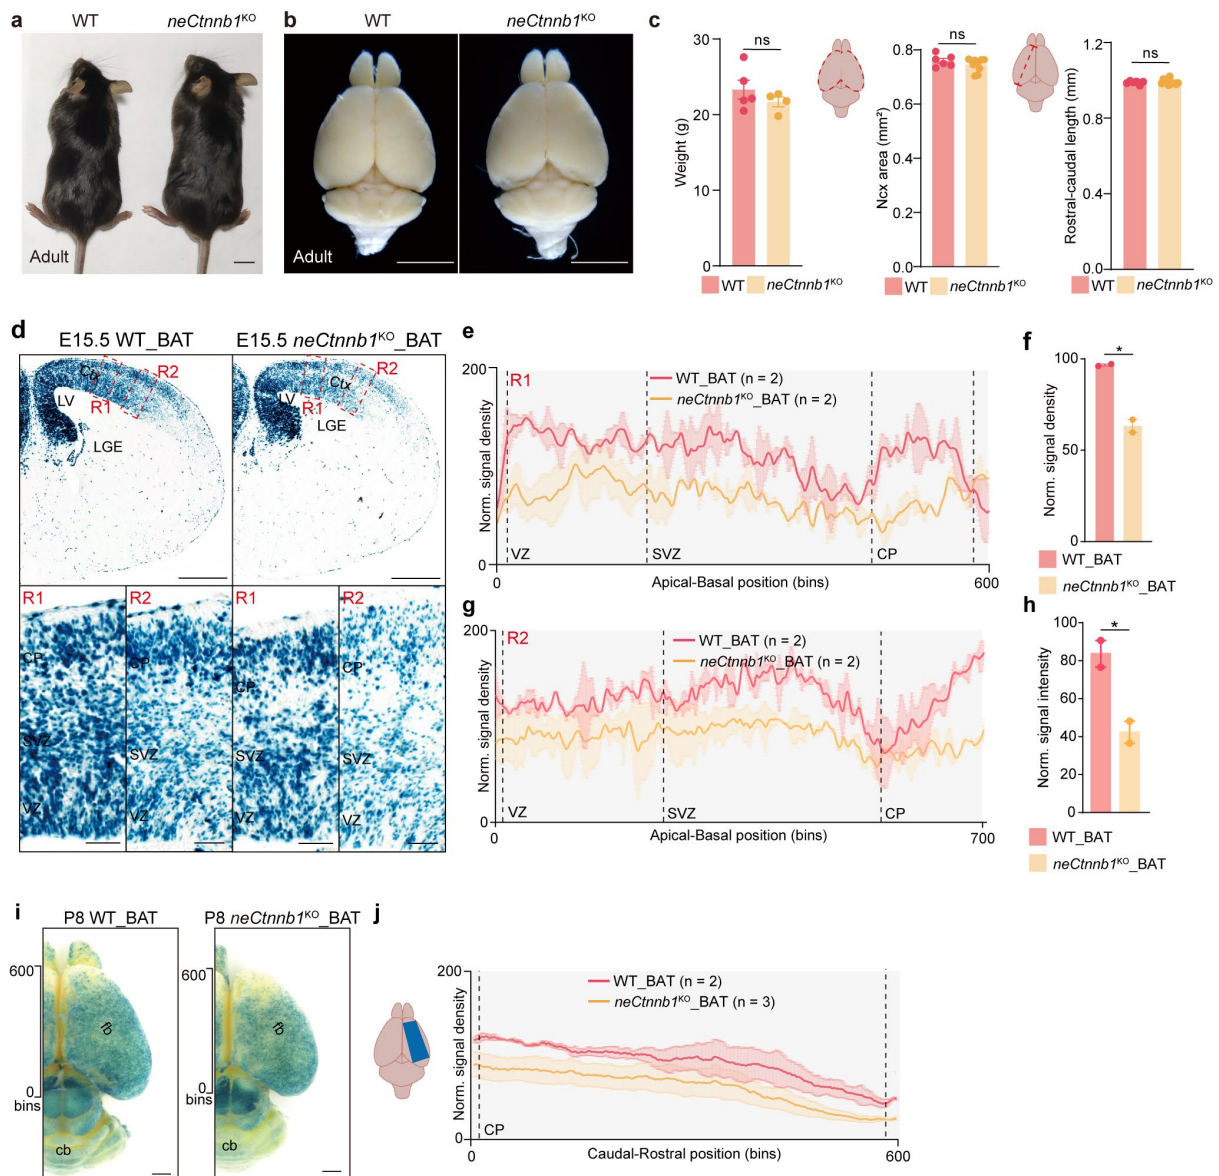 a
WT
neCtnnb1KO
Adult
b
WT
neCtnnb1KO
Adult
c
30
20
10
0
Weight (g)
ns
WT
neCtnnb1KO
0.8
0.6
0.4
0.2
0.0
Ncx area (mm²)
ns
WT
neCtnnb1KO
1.2
0.8
0.4
0.0
Rostral-caudal length (mm)
ns
WT
neCtnnb1KO
d
E15.5 WT_BAT
E15.5 neCtnnb1KO_BAT
Ctx
R2
LV
R1
LGE
Ctx
R2
LV
R1
LGE
R1
CP
SVZ
VZ
R2
CP
SVZ
VZ
R1
CP
SVZ
VZ
R2
CP
SVZ
VZ
e
200
0
Norm. signal density
R1
WT_BAT (n = 2)
neCtnnb1KO_BAT (n = 2)
VZ
SVZ
CP
0
600
Apical-Basal position (bins)
f
100
50
0
Norm. signal density
*
WT_BAT
neCtnnb1KO_BAT
g
200
0
Norm. signal density
R2
WT_BAT (n = 2)
neCtnnb1KO_BAT (n = 2)
VZ
SVZ
CP
0
700
Apical-Basal position (bins)
h
100
80
60
40
20
0
Norm. signal intensity
*
WT_BAT
neCtnnb1KO_BAT
i
P8 WT_BAT
600
0
bins
fb
cb
P8 neCtnnb1KO_BAT
600
0
bins
fb
cb
j
200
0
Norm. signal density
WT_BAT (n = 2)
neCtnnb1KO_BAT (n = 3)
CP
0
600
Caudal-Rostral position (bins)